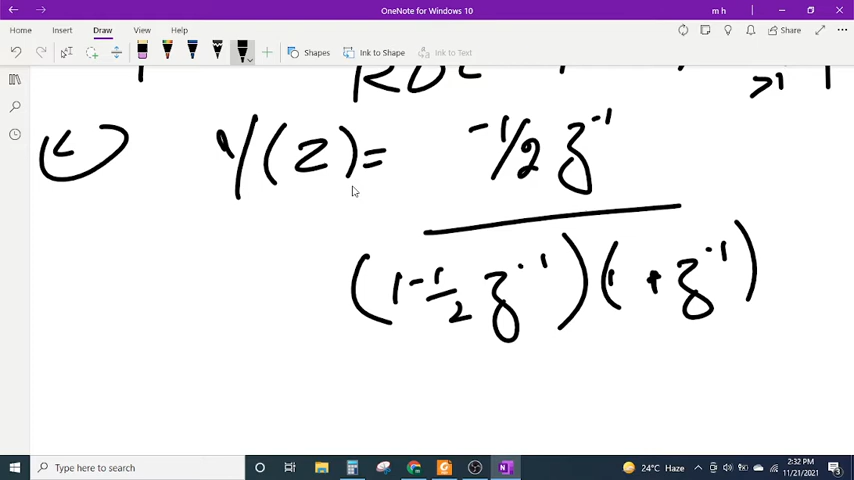 OneNote for Windows 10
m h
Home Insert Draw View Help
Share
Shapes Ink to Shape Ink to Text
ROC
Y(z)= -1/2 z^-1
(1-1/2 z^-1)(1+z^-1)
Type here to search
24°C Haze
2:32 PM
11/21/2021